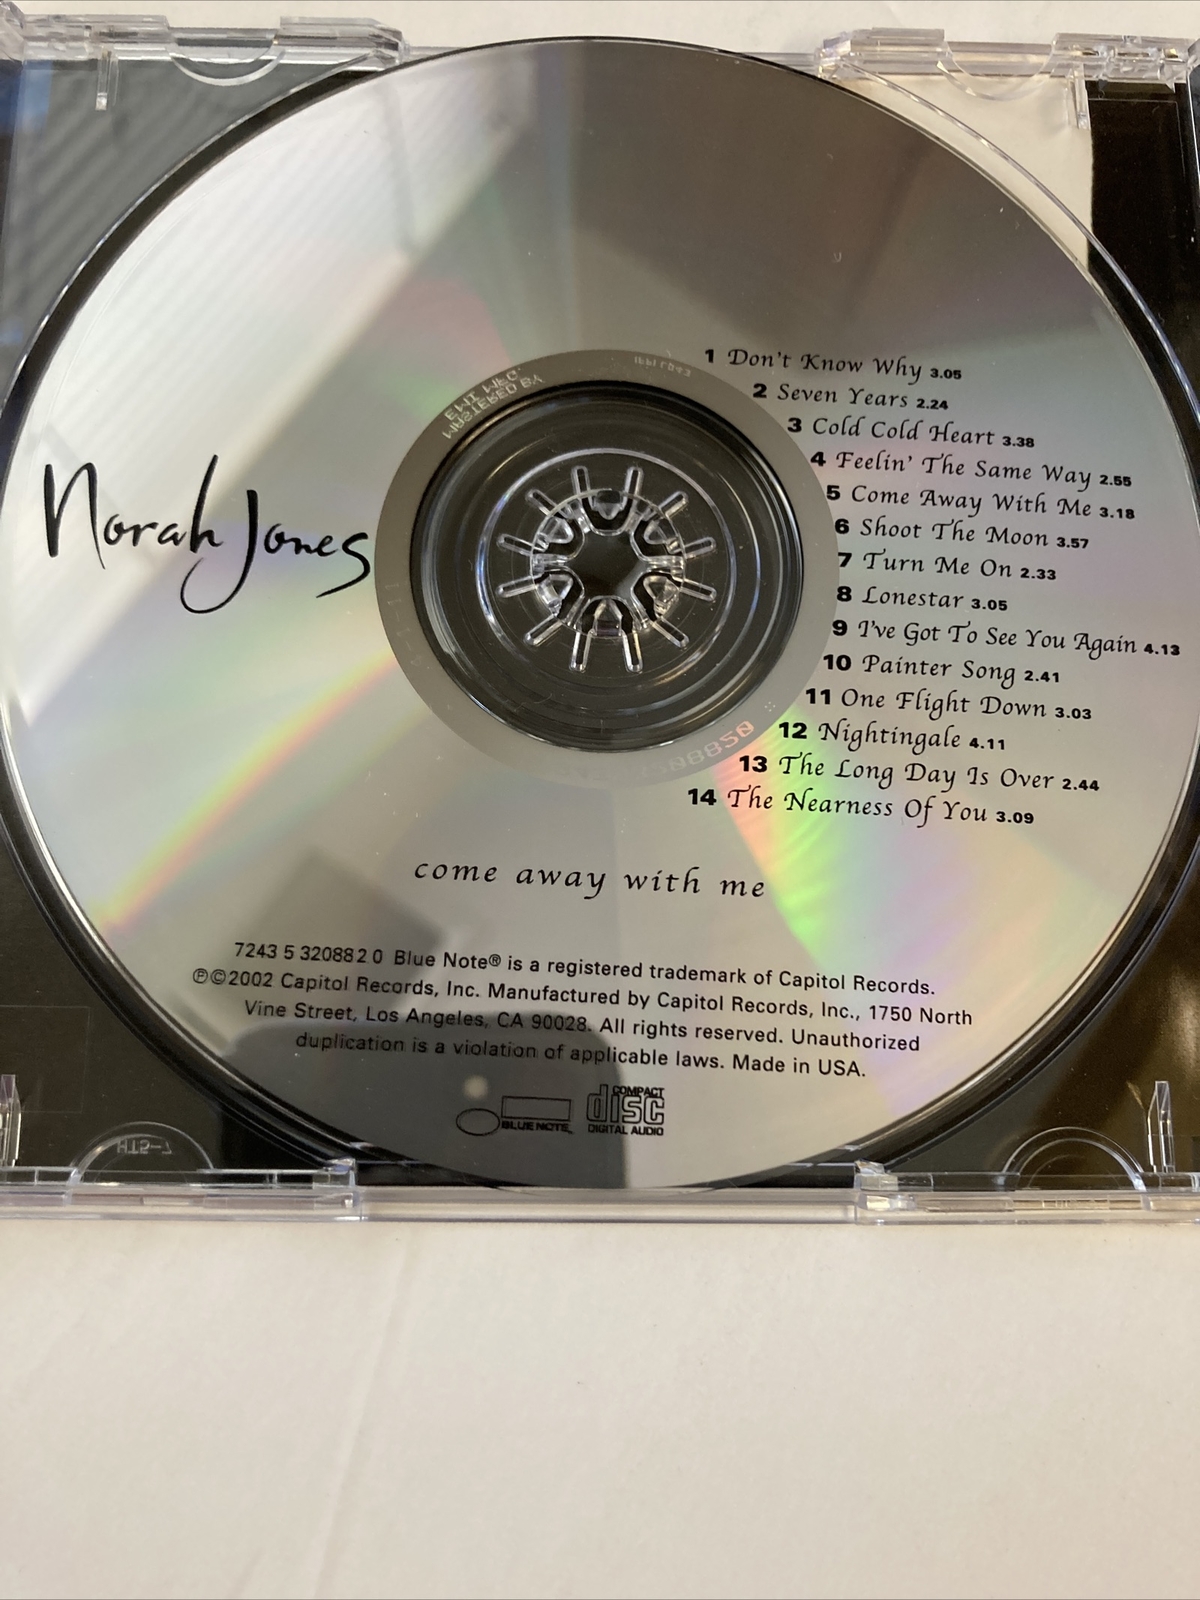 Norah Jones
1 Don't Know Why 3.05
2 Seven Years 2.24
3 Cold Cold Heart 3.38
4 Feelin' The Same Way 2.55
5 Come Away With Me 3.18
6 Shoot The Moon 3.57
7 Turn Me On 2.33
8 Lonestar 3.05
9 I've Got To See You Again 4.13
10 Painter Song 2.41
11 One Flight Down 3.03
12 Nightingale 4.11
13 The Long Day Is Over 2.44
14 The Nearness Of You 3.09
come away with me
7243 5 32088 2 0 Blue Note® is a registered trademark of Capitol Records.
℗©2002 Capitol Records, Inc. Manufactured by Capitol Records, Inc., 1750 North
Vine Street, Los Angeles, CA 90028. All rights reserved. Unauthorized
duplication is a violation of applicable laws. Made in USA.
BLUE NOTE
COMPACT
disc
DIGITAL AUDIO
MASTERED BY
EMI MFG.